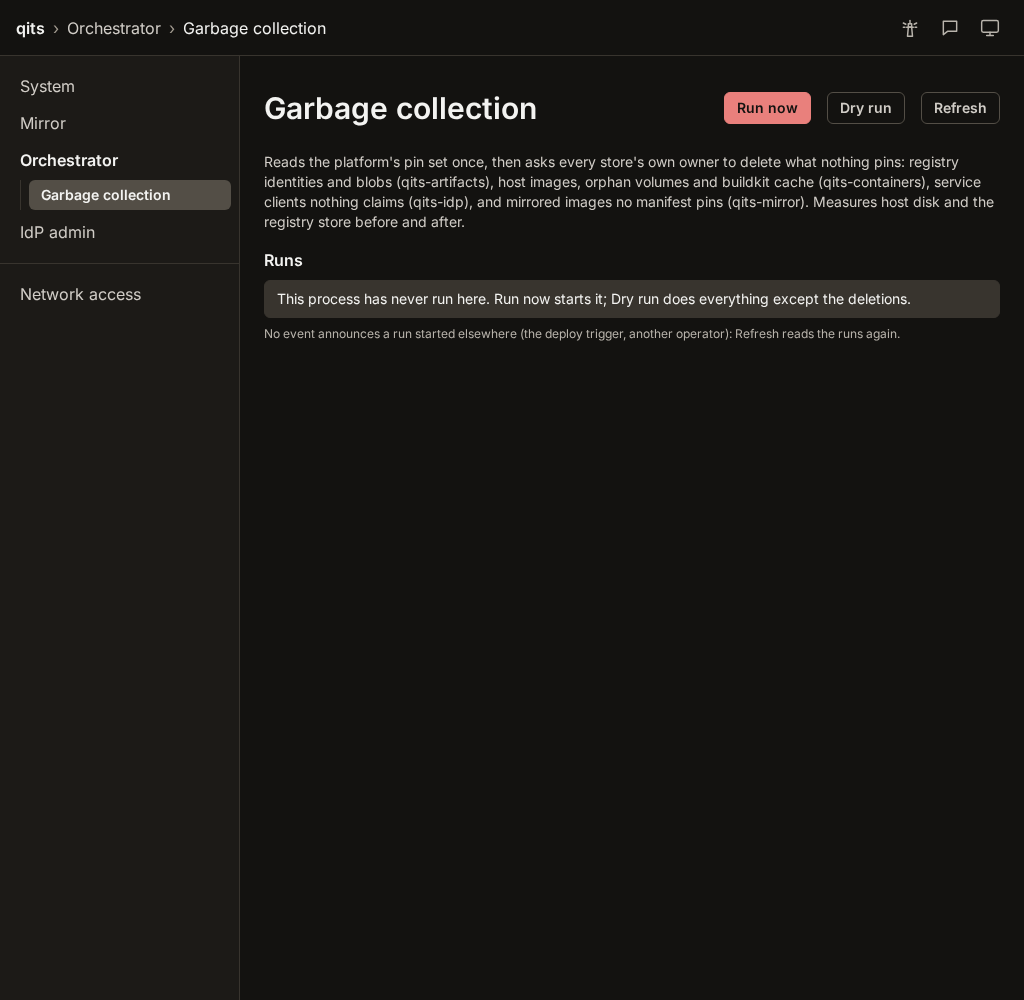 qits › Orchestrator › Garbage collection
System
Mirror
Orchestrator
Garbage collection
IdP admin
Network access
Garbage collection
Run now
Dry run
Refresh
Reads the platform's pin set once, then asks every store's own owner to delete what nothing pins: registry
identities and blobs (qits-artifacts), host images, orphan volumes and buildkit cache (qits-containers), service
clients nothing claims (qits-idp), and mirrored images no manifest pins (qits-mirror). Measures host disk and the
registry store before and after.
Runs
This process has never run here. Run now starts it; Dry run does everything except the deletions.
No event announces a run started elsewhere (the deploy trigger, another operator): Refresh reads the runs again.